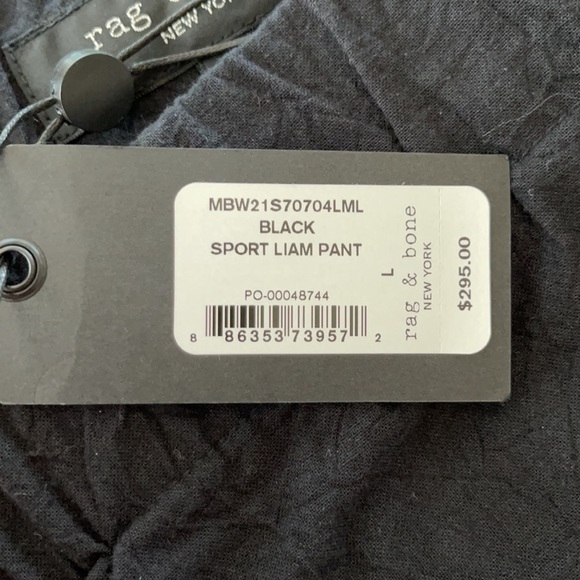 rag &
NEW YORK
MBW21S70704LML
BLACK
SPORT LIAM PANT
PO-00048744
8 86353 73957 2
L
rag & bone
NEW YORK
$295.00